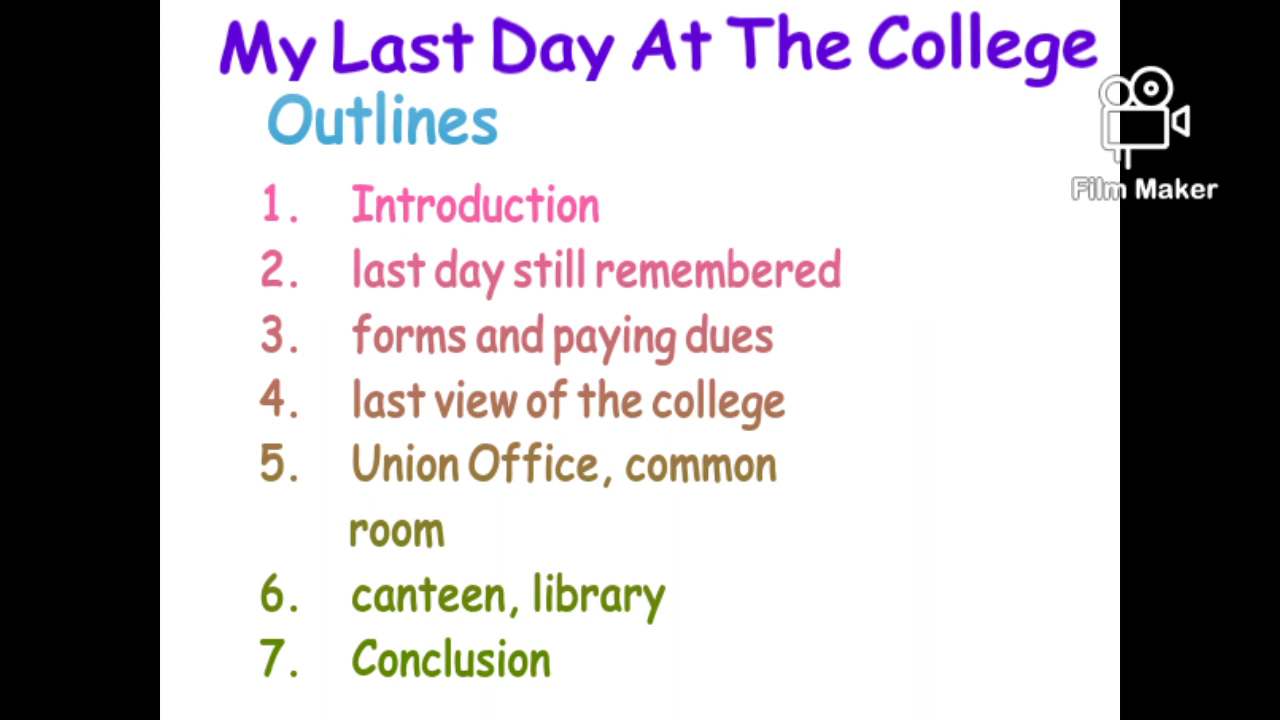 My Last Day At The College
Outlines
Film Maker
1. Introduction
2. last day still remembered
3. forms and paying dues
4. last view of the college
5. Union Office, common
room
6. canteen, library
7. Conclusion